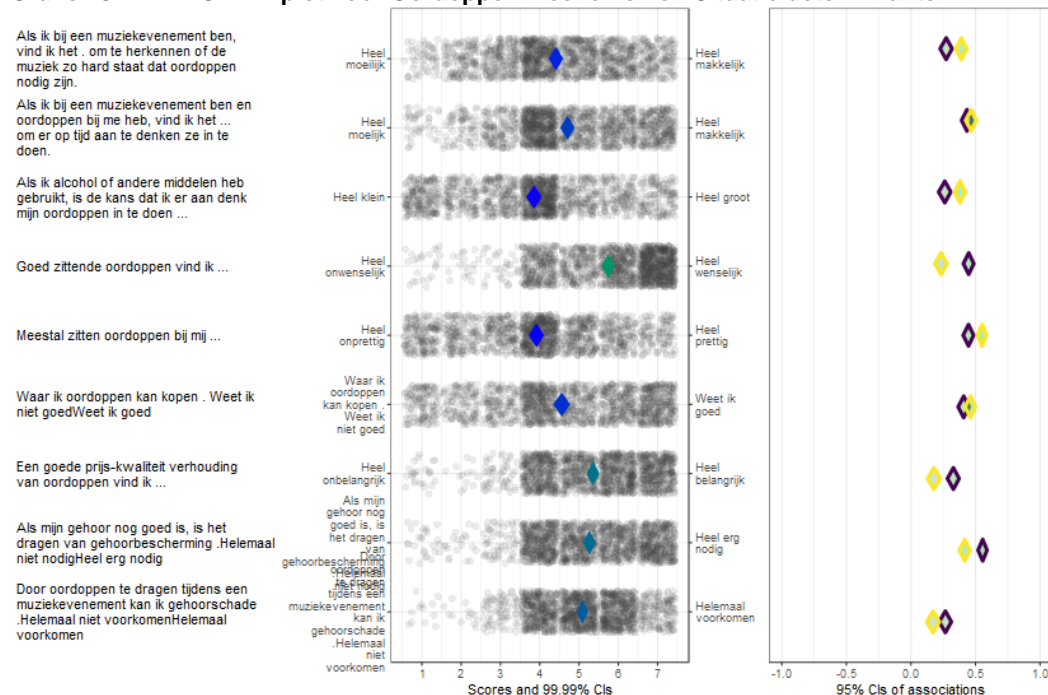 Als ik bij een muziekevenement ben,
vind ik het . om te herkennen of de
muziek zo hard staat dat oordoppen
nodig zijn.
Heel
moeilijk
Heel
makkelijk
Als ik bij een muziekevenement ben en
oordoppen bij me heb, vind ik het ...
om er op tijd aan te denken ze in te
doen.
Heel
moelijk
Heel
makkelijk
Als ik alcohol of andere middelen heb
gebruikt, is de kans dat ik er aan denk
mijn oordoppen in te doen ...
Heel klein
Heel groot
Goed zittende oordoppen vind ik ...
Heel
onwenselijk
Heel
wenselijk
Meestal zitten oordoppen bij mij ...
Heel
onprettig
Heel
prettig
Waar ik oordoppen kan kopen . Weet ik
niet goedWeet ik goed
Waar ik
oordoppen
kan kopen .
Weet ik
niet goed
Weet ik
goed
Een goede prijs-kwaliteit verhouding
van oordoppen vind ik ...
Heel
onbelangrijk
Heel
belangrijk
Als mijn gehoor nog goed is, is het
dragen van gehoorbescherming .Helemaal
niet nodigHeel erg nodig
Als mijn
gehoor nog
goed is, is
het dragen
van
gehoorbescherming
.Helemaal
niet nodig
Heel erg
nodig
Door oordoppen te dragen tijdens een
muziekevenement kan ik gehoorschade
.Helemaal niet voorkomenHelemaal
voorkomen
Door
oordoppen
te dragen
tijdens een
muziekevenement
kan ik
gehoorschade
.Helemaal
niet
voorkomen
Helemaal
voorkomen
1 2 3 4 5 6 7
Scores and 99.99% CIs
-1.0 -0.5 0.0 0.5 1.0
95% CIs of associations